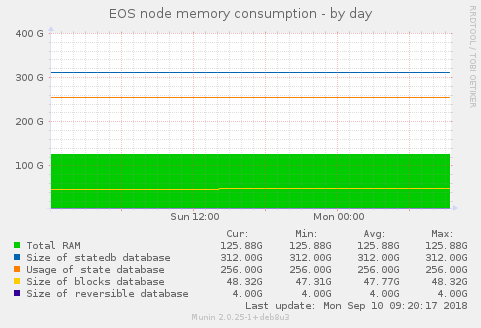 EOS node memory consumption - by day
RRDTOOL / TOBI OETIKER
400 G
300 G
200 G
100 G
Sun 12:00 Mon 00:00
Cur: Min: Avg: Max:
Total RAM 125.88G 125.88G 125.88G 125.88G
Size of statedb database 312.00G 312.00G 312.00G 312.00G
Usage of state database 256.00G 256.00G 256.00G 256.00G
Size of blocks database 48.32G 47.31G 47.77G 48.32G
Size of reversible database 4.00G 4.00G 4.00G 4.00G
Last update: Mon Sep 10 09:20:17 2018
Munin 2.0.25-1+deb8u3